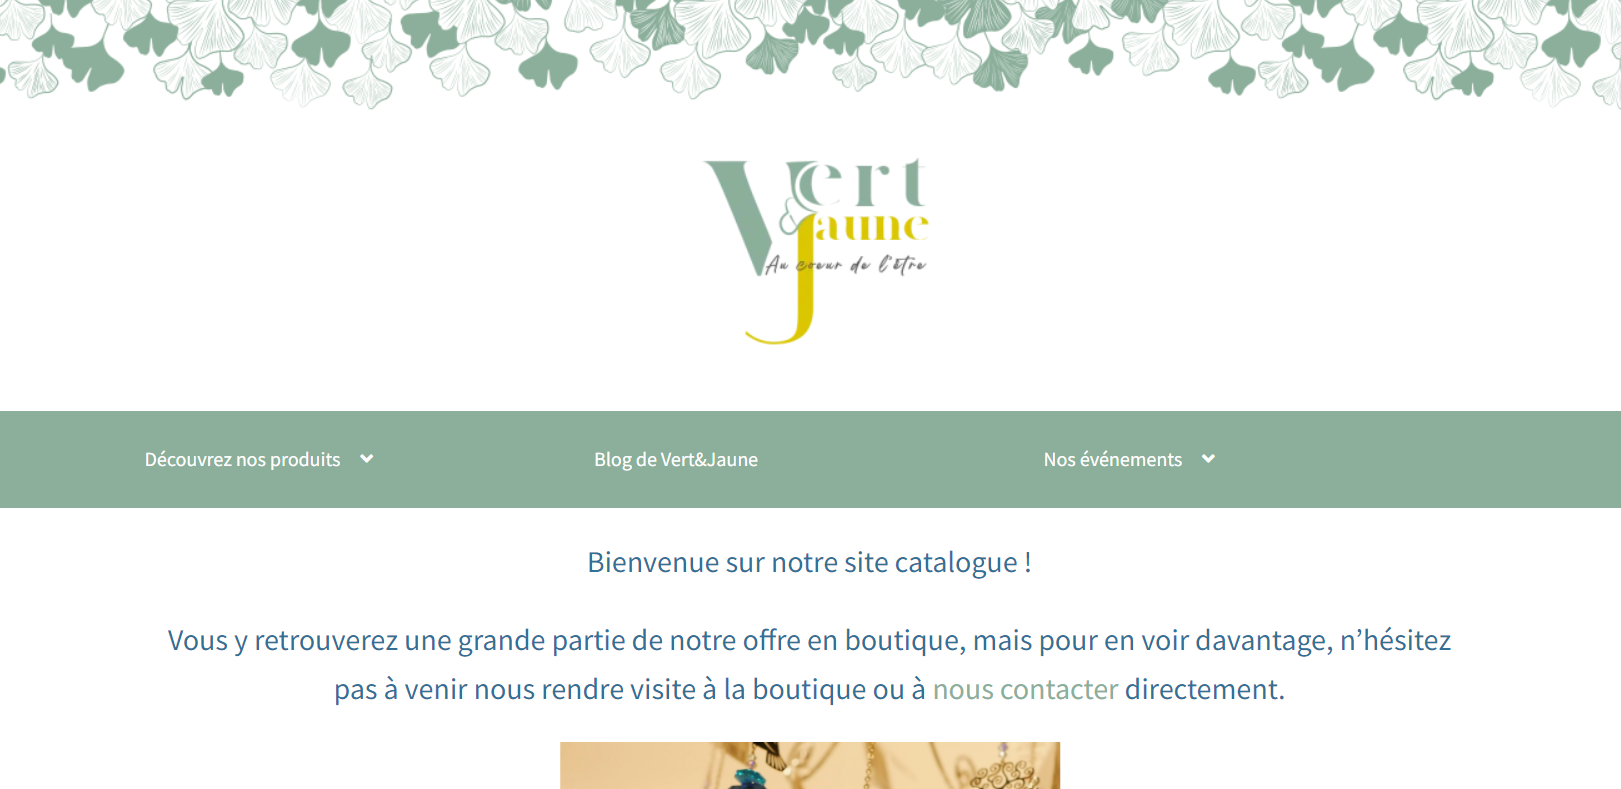 Vert
& Jaune
Au coeur de l'être
Découvrez nos produits
Blog de Vert&Jaune
Nos événements
Bienvenue sur notre site catalogue !
Vous y retrouverez une grande partie de notre offre en boutique, mais pour en voir davantage, n’hésitez
pas à venir nous rendre visite à la boutique ou à nous contacter directement.